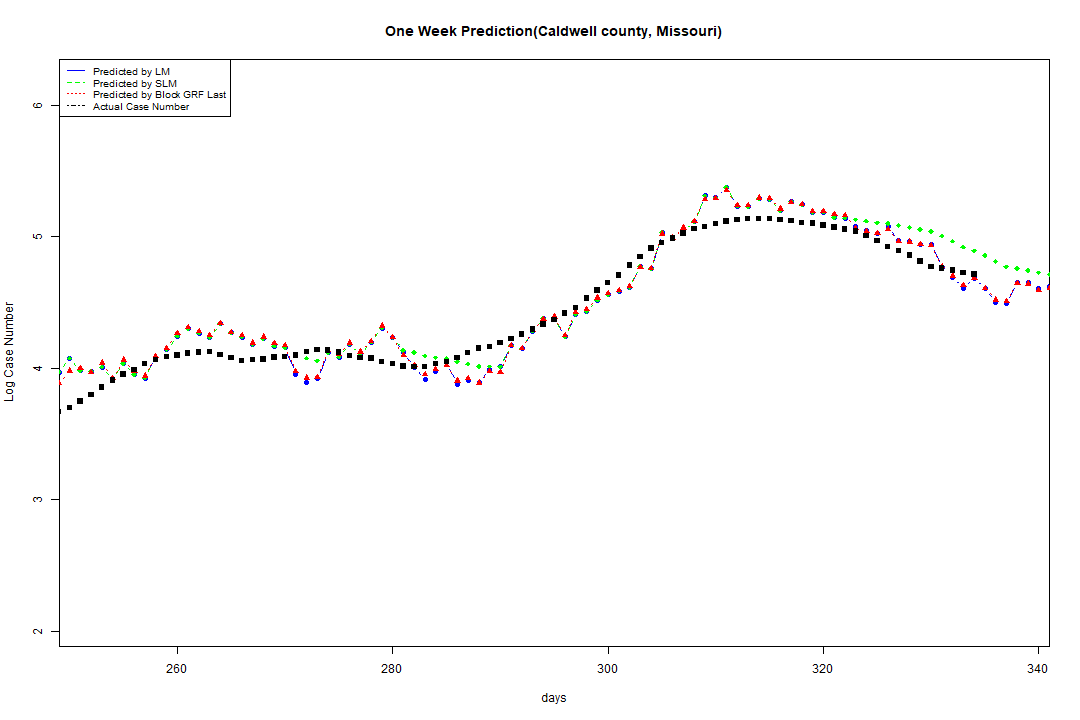 One Week Prediction(Caldwell county, Missouri)
Predicted by LM
Predicted by SLM
Predicted by Block GRF Last
Actual Case Number
6
5
4
3
2
Log Case Number
260 280 300 320 340
days